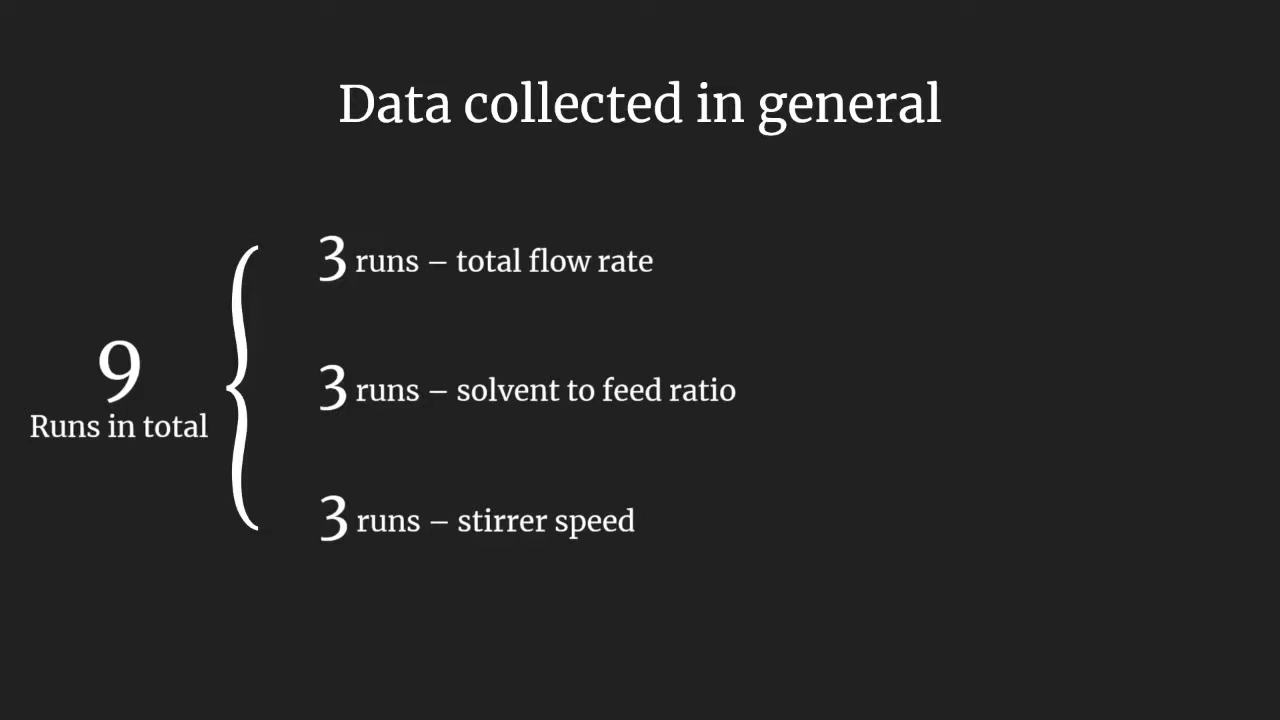 Data collected in general
3 runs – total flow rate
3 runs – solvent to feed ratio
9
Runs in total
3 runs – stirrer speed